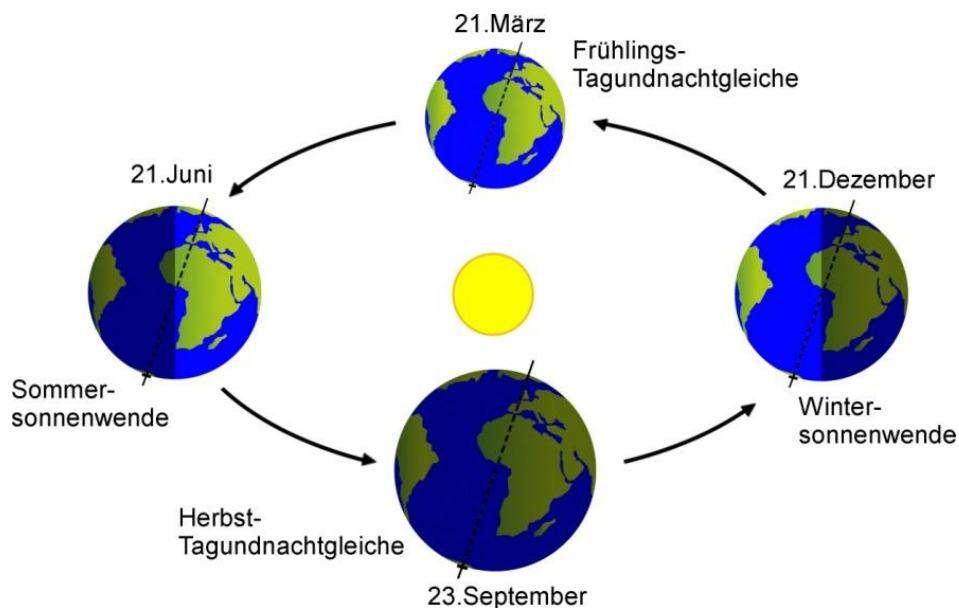 21.März
Frühlings-
Tagundnachtgleiche
21.Juni
21.Dezember
Sommer-
sonnenwende
Winter-
sonnenwende
Herbst-
Tagundnachtgleiche
23.September